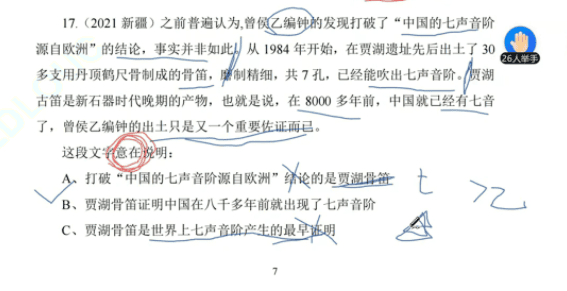 17.（2021 新疆）之前普遍认为,曾侯乙编钟的发现打破了“中国的七声音阶
源自欧洲”的结论，事实并非如此。从 1984 年开始，在贾湖遗址先后出土了 30
多支用丹顶鹤尺骨制成的骨笛，磨制精细，共 7 孔，已经能吹出七声音阶。贾湖
古笛是新石器时代晚期的产物，也就是说，在 8000 多年前，中国就已经有七音
了，曾侯乙编钟的出土只是又一个重要佐证而已。
26人举手
这段文字意在说明：
A、打破“中国的七声音阶源自欧洲”结论的是贾湖骨笛
B、贾湖骨笛证明中国在八千多年前就出现了七声音阶
C、贾湖骨笛是世界上七声音阶产生的最早证明
7